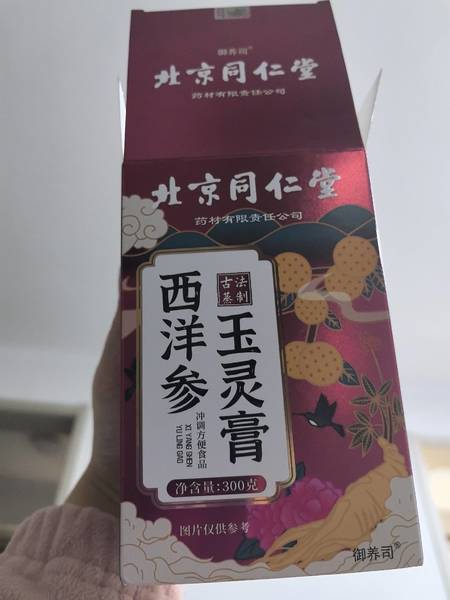 御养司®
北京同仁堂
药材有限责任公司
北京同仁堂
药材有限责任公司
古法
蒸制
西洋参
玉灵膏
冲调方便食品
XI YANG SHEN
YU LING GAO
净含量:300克
图片仅供参考
御养司®